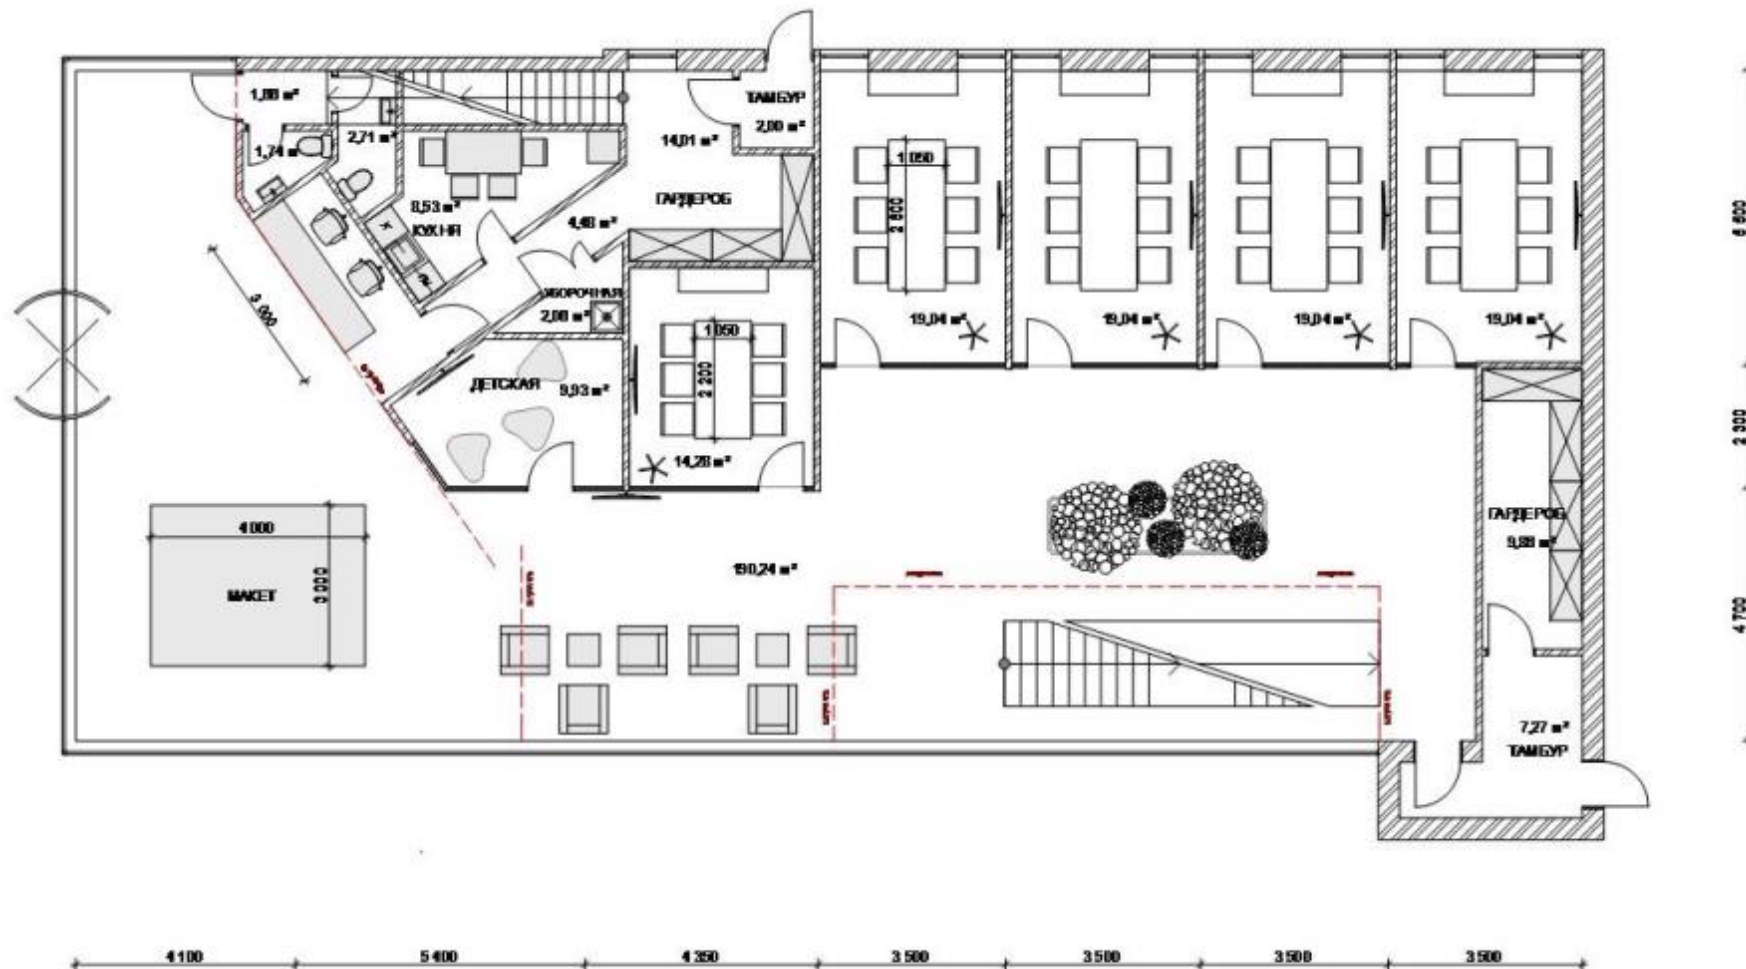 1,88 м²
ТАМБУР
2,00 м²
2,71 м²
1,74 м²
14,01 м²
ГАРДЕРОБ
4,48 м²
8,53 м²
КУХНЯ
1 050
2 800
19,04 м²
19,04 м²
19,04 м²
19,04 м²
3 000
УБОРОЧНАЯ
2,08 м²
1 050
2 200
ДЕТСКАЯ
9,93 м²
14,28 м²
4 000
3 000
МАКЕТ
190,24 м²
ГАРДЕРОБ
9,88 м²
7,27 м²
ТАМБУР
2 300
4 700
4 100
5 400
4 350
3 500
3 500
3 500
3 500